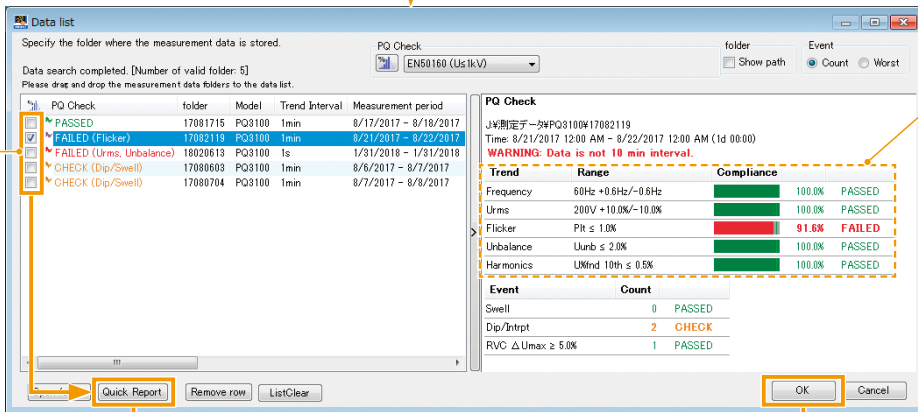 Data list
Specify the folder where the measurement data is stored.
Data search completed. [Number of valid folder: 5]
Please drag and drop the measurement data folders to the data list.
PQ Check
EN50160 (U≤1kV)
folder
Show path
Event
Count Worst
PQ Check folder Model Trend Interval Measurement period
PASSED 17081715 PQ3100 1min 8/17/2017 - 8/18/2017
FAILED (Flicker) 17082119 PQ3100 1min 8/21/2017 - 8/22/2017
FAILED (Urms, Unbalance) 18020613 PQ3100 1s 1/31/2018 - 1/31/2018
CHECK (Dip/Swell) 17080603 PQ3100 1min 8/6/2017 - 8/7/2017
CHECK (Dip/Swell) 17080704 PQ3100 1min 8/7/2017 - 8/8/2017
PQ Check
J:¥測定データ¥PQ3100¥17082119
Time: 8/21/2017 12:00 AM - 8/22/2017 12:00 AM (1d 00:00)
WARNING: Data is not 10 min interval.
Trend Range Compliance
Frequency 60Hz +0.6Hz/-0.6Hz 100.0% PASSED
Urms 200V +10.0%/-10.0% 100.0% PASSED
Flicker Plt ≤ 1.0% 91.6% FAILED
Unbalance Uunb ≤ 2.0% 100.0% PASSED
Harmonics U%fnd 10th ≤ 0.5% 100.0% PASSED
Event Count
Swell 0 PASSED
Dip/Intrpt 2 CHECK
RVC ΔUmax ≥ 5.0% 1 PASSED
Quick Report Remove row ListClear
OK Cancel